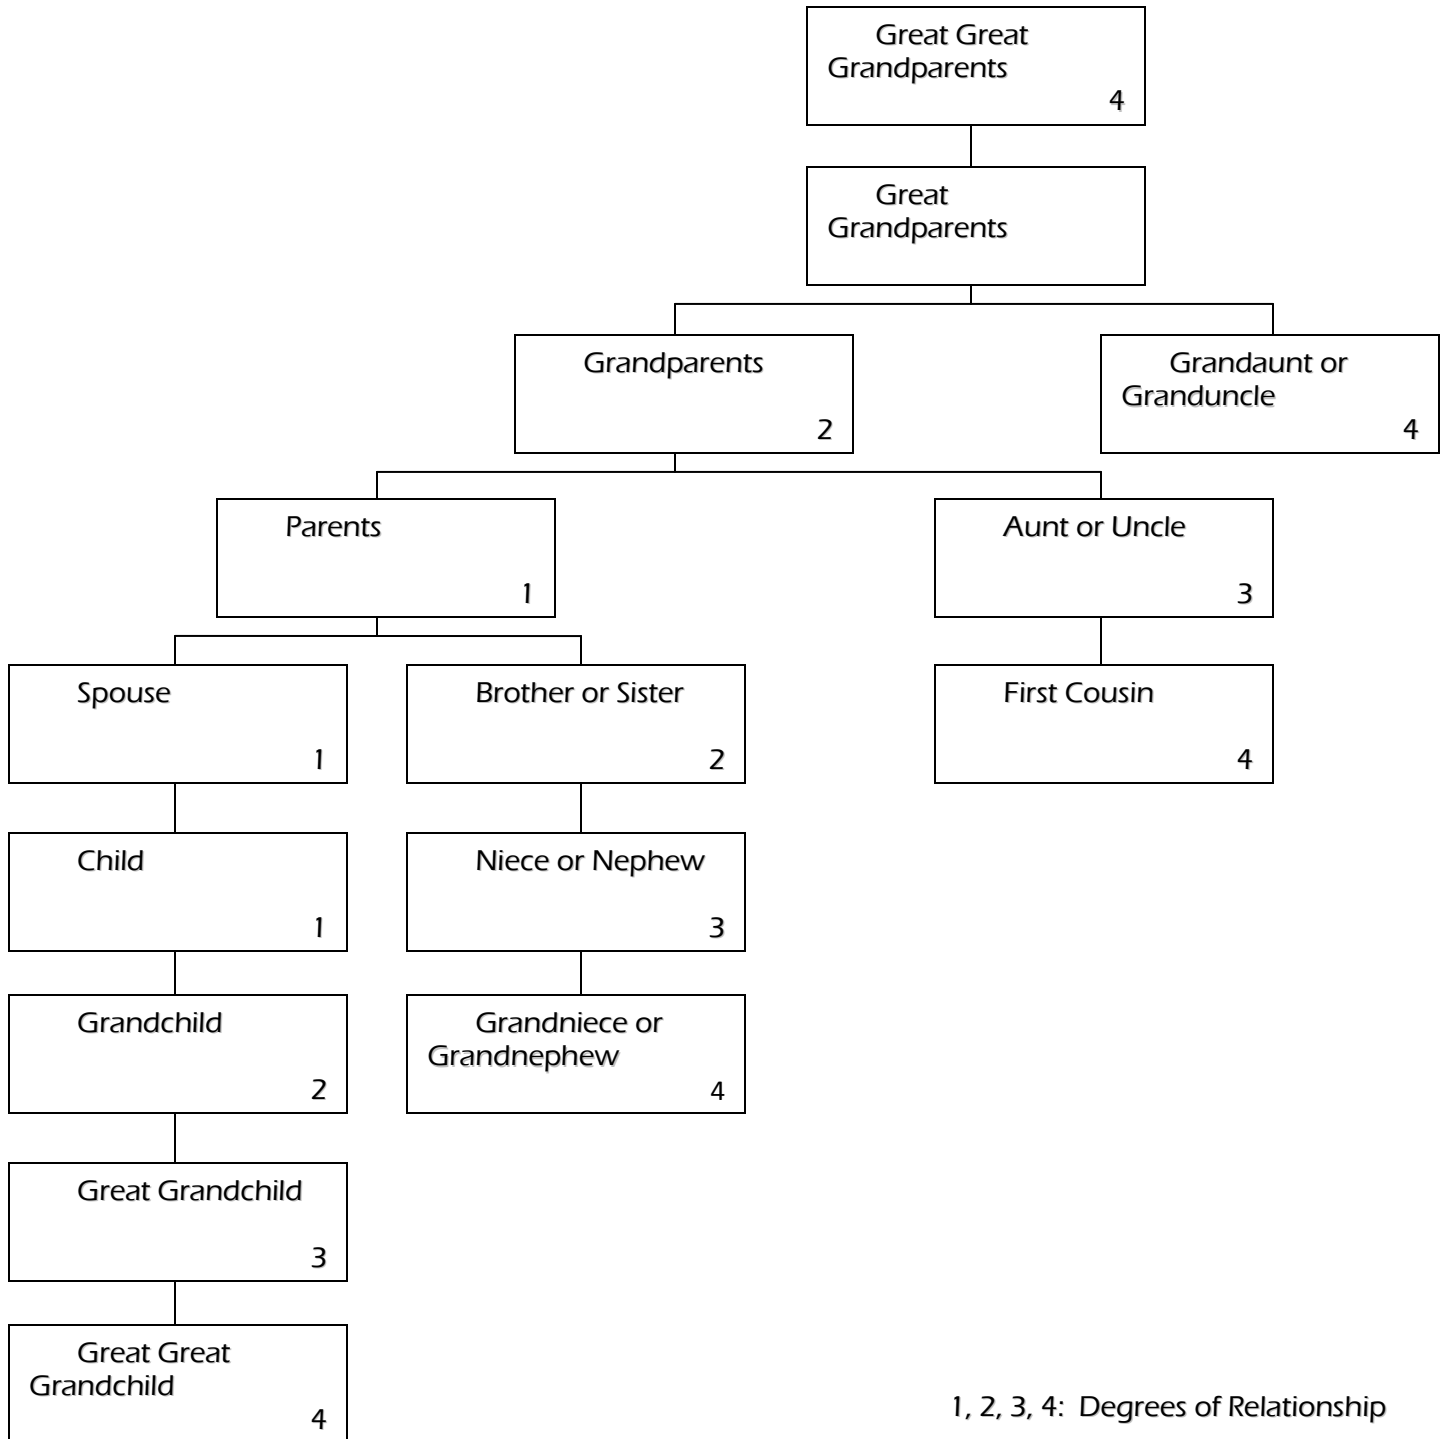 Great Great
Grandparents
4
Great
Grandparents
Grandparents
2
Grandaunt or
Granduncle
4
Parents
1
Aunt or Uncle
3
Spouse
1
Brother or Sister
2
First Cousin
4
Child
1
Niece or Nephew
3
Grandchild
2
Grandniece or
Grandnephew
4
Great Grandchild
3
Great Great
Grandchild
4
1, 2, 3, 4: Degrees of Relationship